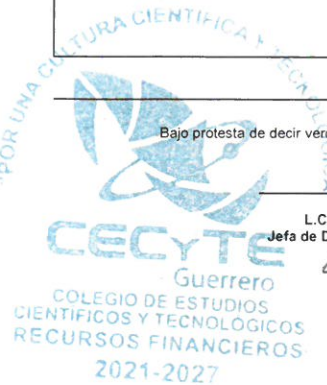 POR UNA CULTURA CIENTIFICA Y TECNOLOGICA
Bajo protesta de decir
L.C
Jefa de D
CECyTE
Guerrero
COLEGIO DE ESTUDIOS
CIENTIFICOS Y TECNOLOGICOS
RECURSOS FINANCIEROS
2021-2027